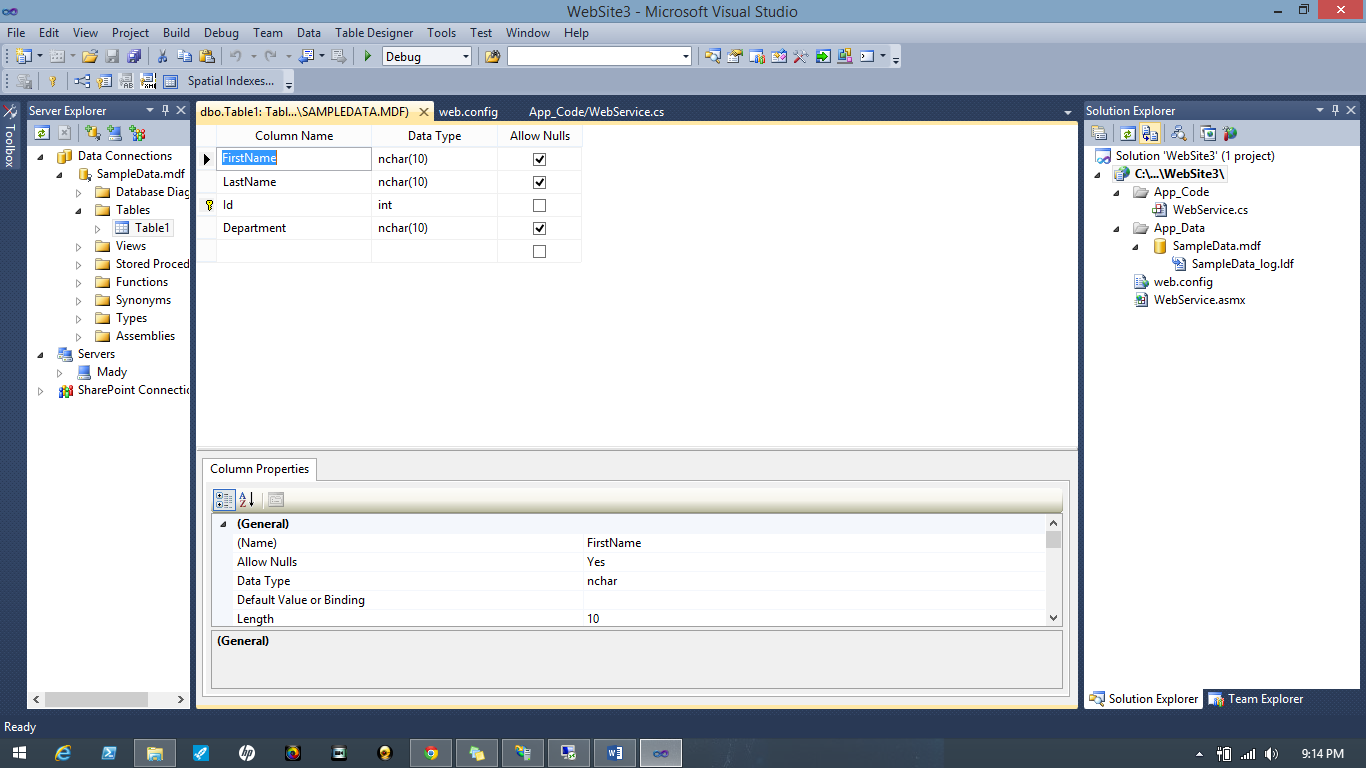 WebSite3 - Microsoft Visual Studio
File Edit View Project Build Debug Team Data Table Designer Tools Test Window Help
Debug
Spatial Indexes...
Toolbox
Server Explorer
Data Connections
SampleData.mdf
Database Diag
Tables
Table1
Views
Stored Proced
Functions
Synonyms
Types
Assemblies
Servers
Mady
SharePoint Connectic
dbo.Table1: Tabl...\SAMPLEDATA.MDF) web.config App_Code/WebService.cs
Column Name Data Type Allow Nulls
FirstName nchar(10)
LastName nchar(10)
Id int
Department nchar(10)
Column Properties
(General)
(Name) FirstName
Allow Nulls Yes
Data Type nchar
Default Value or Binding
Length 10
(General)
Solution Explorer
Solution 'WebSite3' (1 project)
C:\...\WebSite3\
App_Code
WebService.cs
App_Data
SampleData.mdf
SampleData_log.ldf
web.config
WebService.asmx
Solution Explorer Team Explorer
Ready
9:14 PM